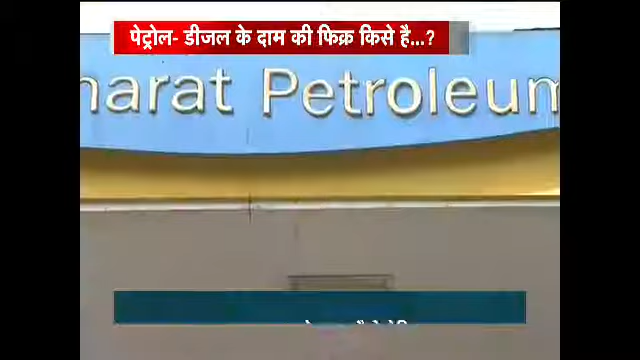 पेट्रोल- डीजल के दाम की फिक्र किसे है...?
harat Petroleum